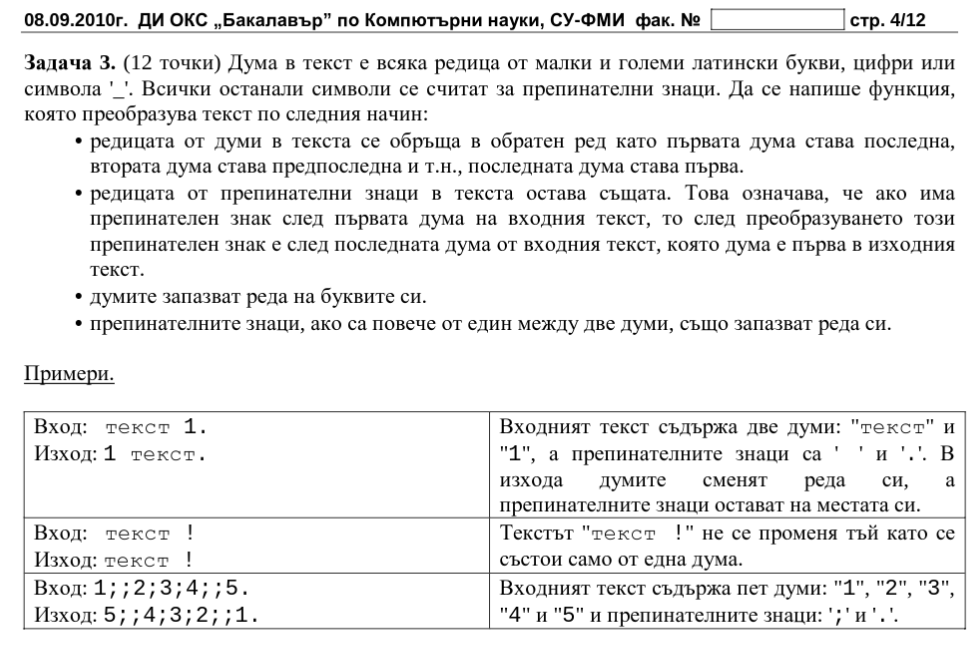 08.09.2010г. ДИ ОКС „Бакалавър” по Компютърни науки, СУ-ФМИ фак. № стр. 4/12
Задача 3. (12 точки) Дума в текст е всяка редица от малки и големи латински букви, цифри или
символа '_'. Всички останали символи се считат за препинателни знаци. Да се напише функция,
която преобразува текст по следния начин:
• редицата от думи в текста се обръща в обратен ред като първата дума става последна,
втората дума става предпоследна и т.н., последната дума става първа.
• редицата от препинателни знаци в текста остава същата. Това означава, че ако има
препинателен знак след първата дума на входния текст, то след преобразуването този
препинателен знак е след последната дума от входния текст, която дума е първа в изходния
текст.
• думите запазват реда на буквите си.
• препинателните знаци, ако са повече от един между две думи, също запазват реда си.
Примери.
Вход: текст 1.
Изход: 1 текст.
Входният текст съдържа две думи: "текст" и
"1", а препинателните знаци са ' ' и '.'. В
изхода думите сменят реда си, а
препинателните знаци остават на местата си.
Вход: текст !
Изход: текст !
Текстът "текст !" не се променя тъй като се
състои само от една дума.
Вход: 1;;2;3;4;;5.
Изход: 5;;4;3;2;;1.
Входният текст съдържа пет думи: "1", "2", "3",
"4" и "5" и препинателните знаци: ';' и '.'.